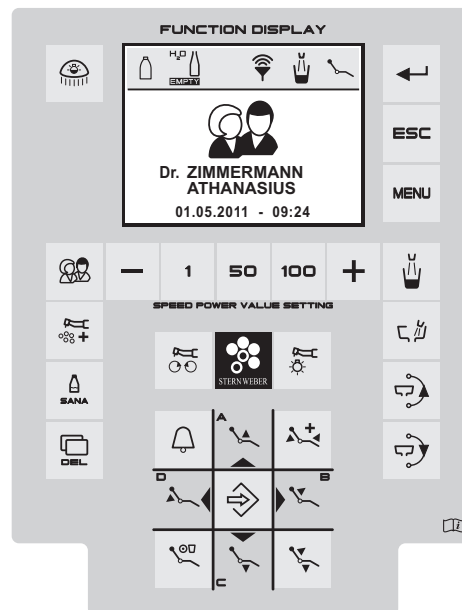 FUNCTION DISPLAY
H2O
EMPTY
Dr. ZIMMERMANN
ATHANASIUS
01.05.2011 - 09:24
ESC
MENU
1 50 100
SPEED POWER VALUE SETTING
SANA
STERN WEBER
DEL
A
D B
C
i